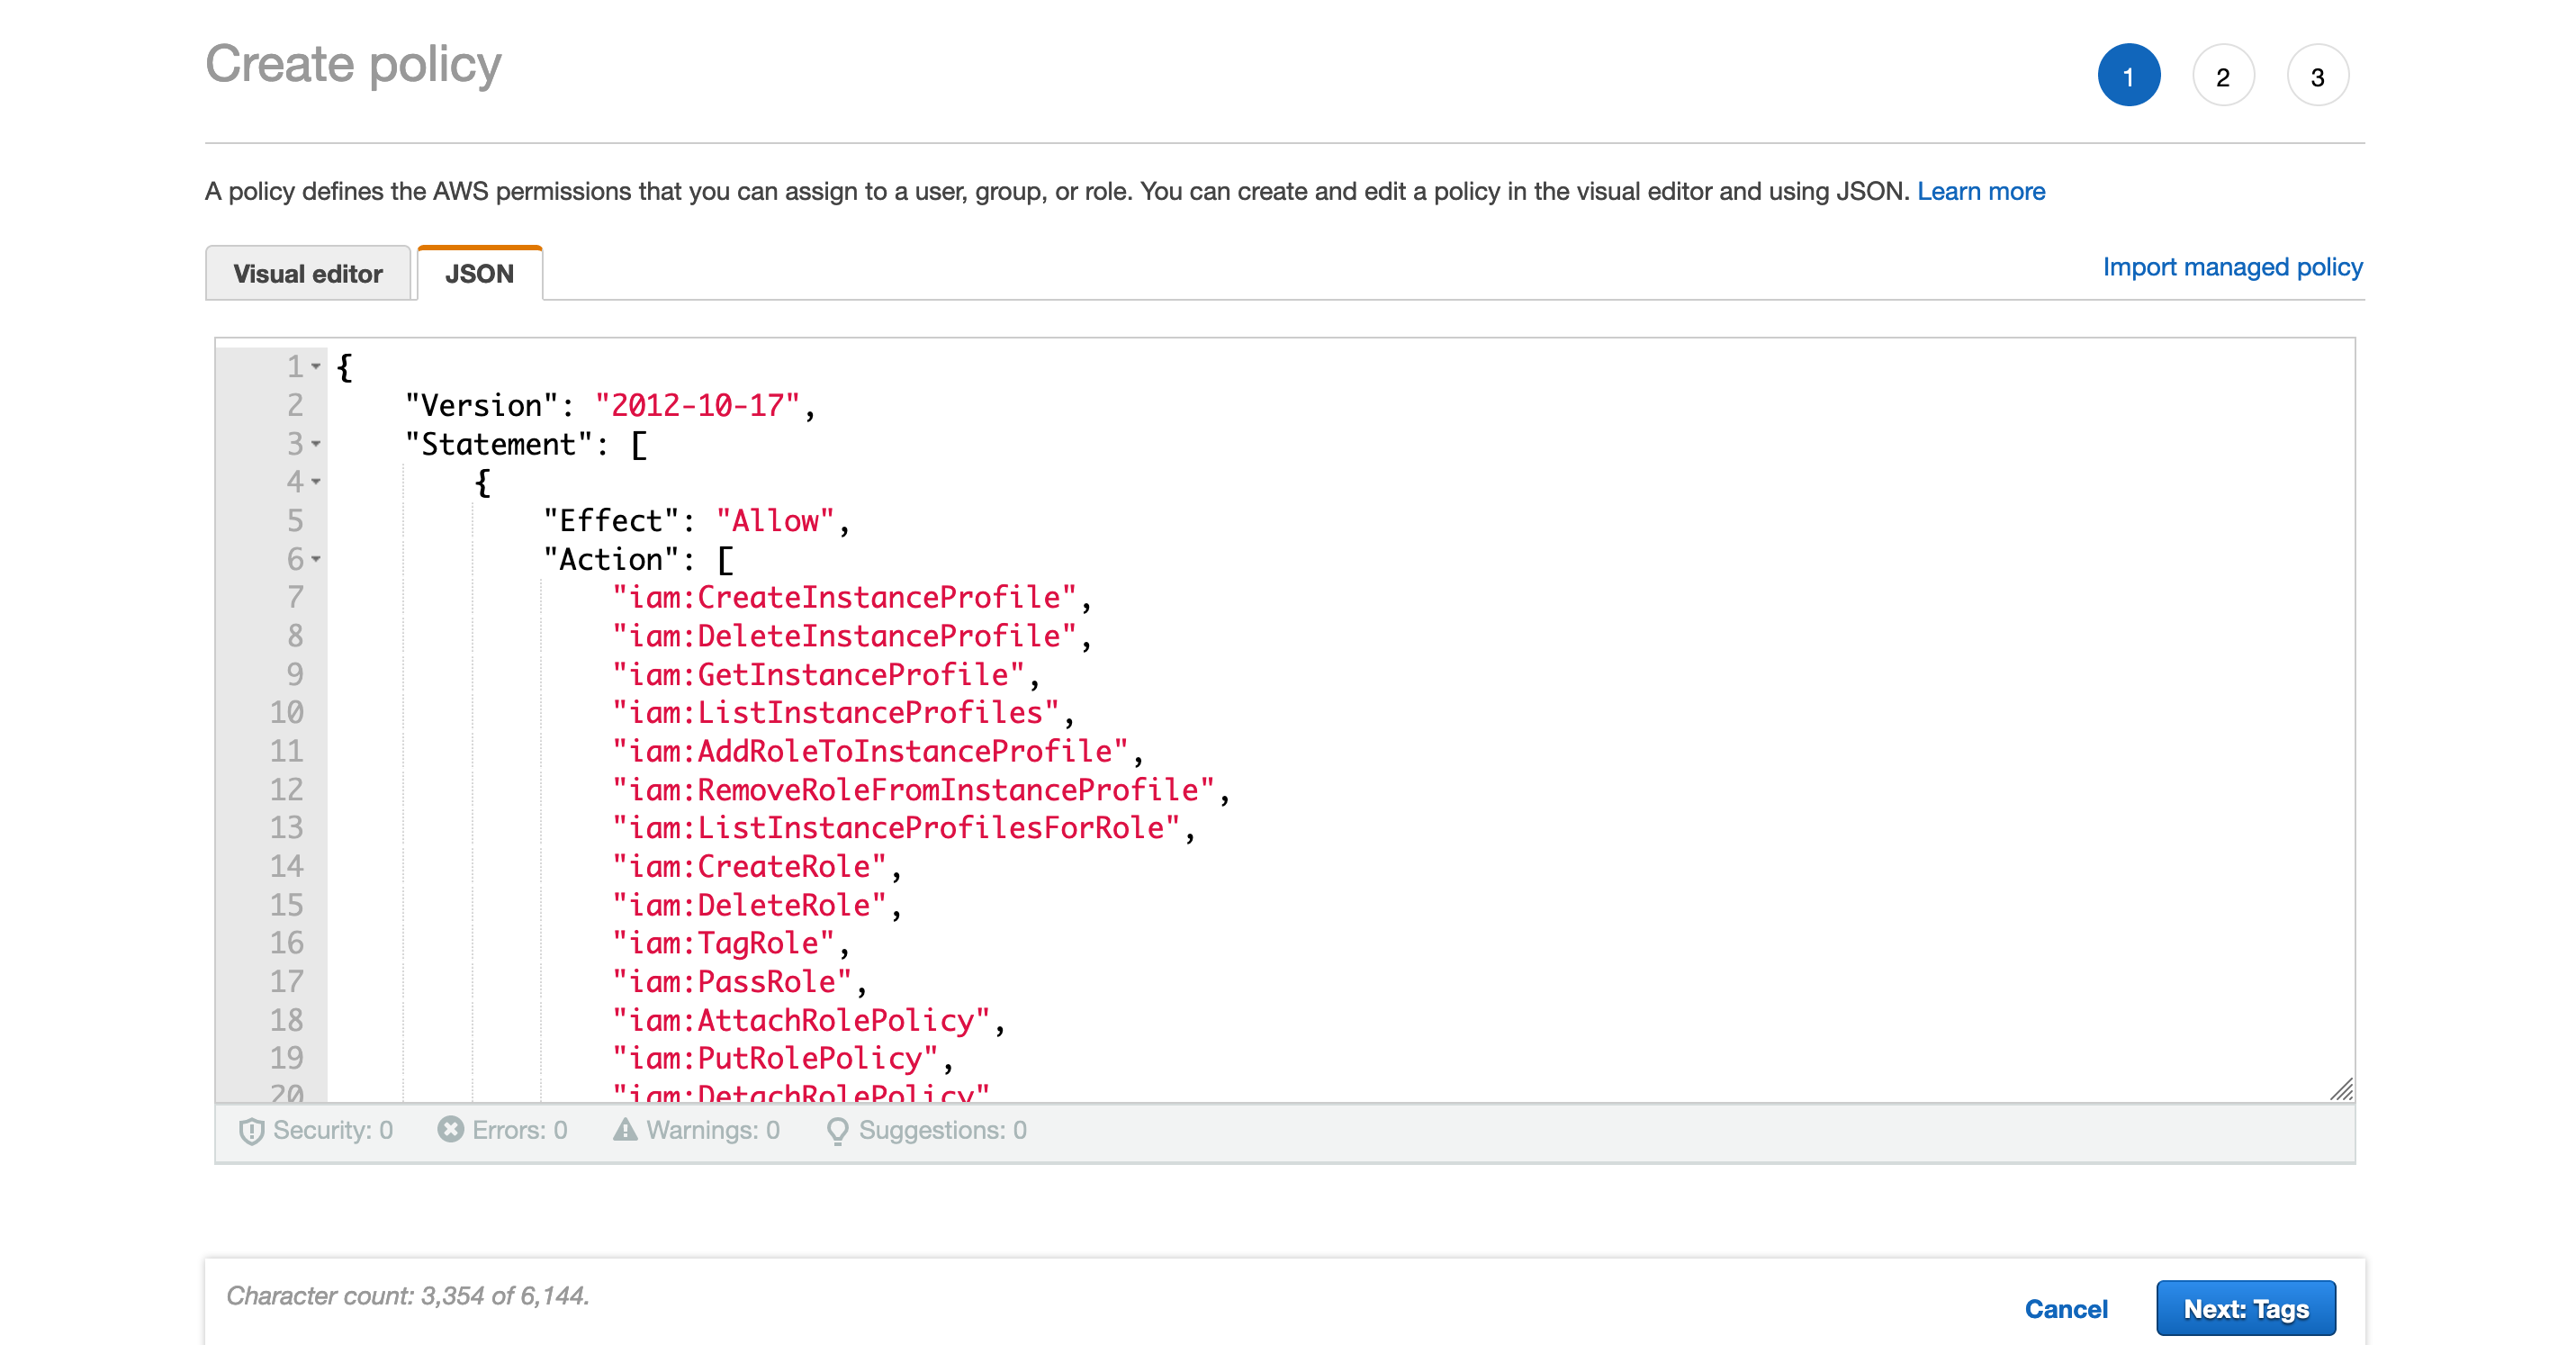 Create policy
1 2 3
A policy defines the AWS permissions that you can assign to a user, group, or role. You can create and edit a policy in the visual editor and using JSON. Learn more
Visual editor JSON Import managed policy
1 {
2 "Version": "2012-10-17",
3 "Statement": [
4 {
5 "Effect": "Allow",
6 "Action": [
7 "iam:CreateInstanceProfile",
8 "iam:DeleteInstanceProfile",
9 "iam:GetInstanceProfile",
10 "iam:ListInstanceProfiles",
11 "iam:AddRoleToInstanceProfile",
12 "iam:RemoveRoleFromInstanceProfile",
13 "iam:ListInstanceProfilesForRole",
14 "iam:CreateRole",
15 "iam:DeleteRole",
16 "iam:TagRole",
17 "iam:PassRole",
18 "iam:AttachRolePolicy",
19 "iam:PutRolePolicy",
20 "iam:DetachRolePolicy"
Security: 0 Errors: 0 Warnings: 0 Suggestions: 0
Character count: 3,354 of 6,144.
Cancel Next: Tags